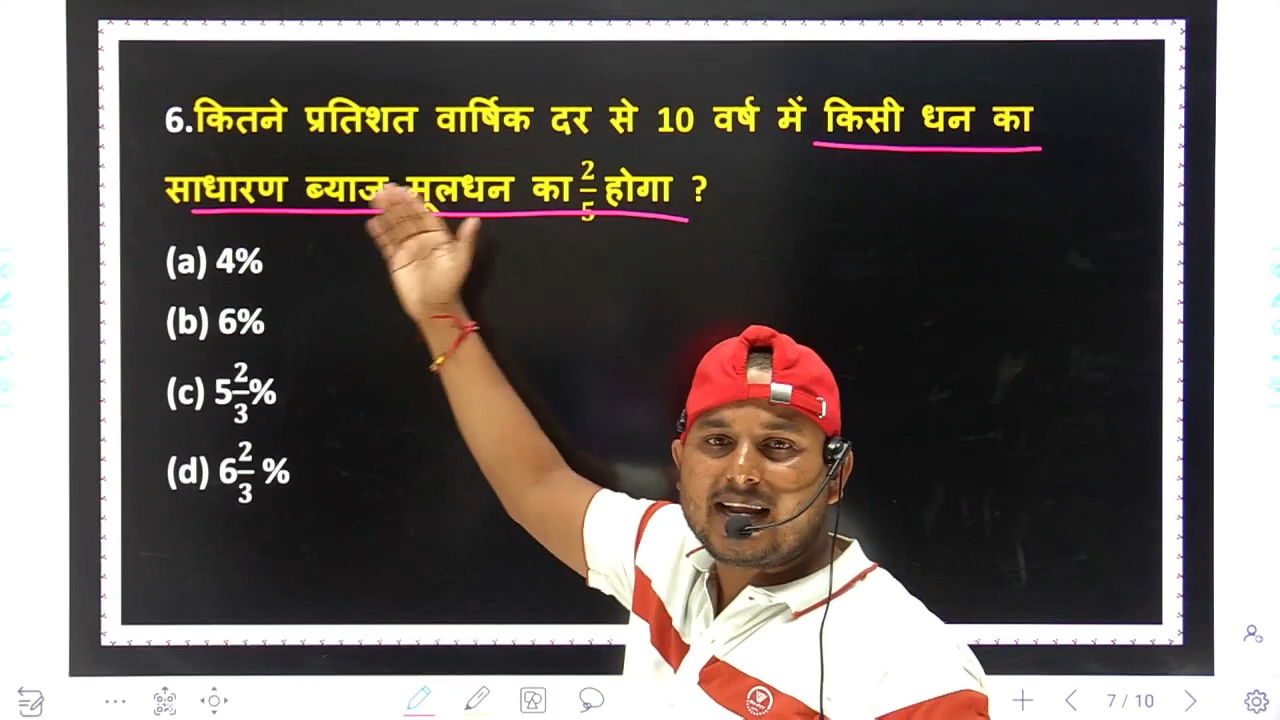 6.कितने प्रतिशत वार्षिक दर से 10 वर्ष में किसी धन का
साधारण ब्याज मूलधन का 2/5 होगा ?
(a) 4%
(b) 6%
(c) 5 2/3%
(d) 6 2/3 %
7 / 10